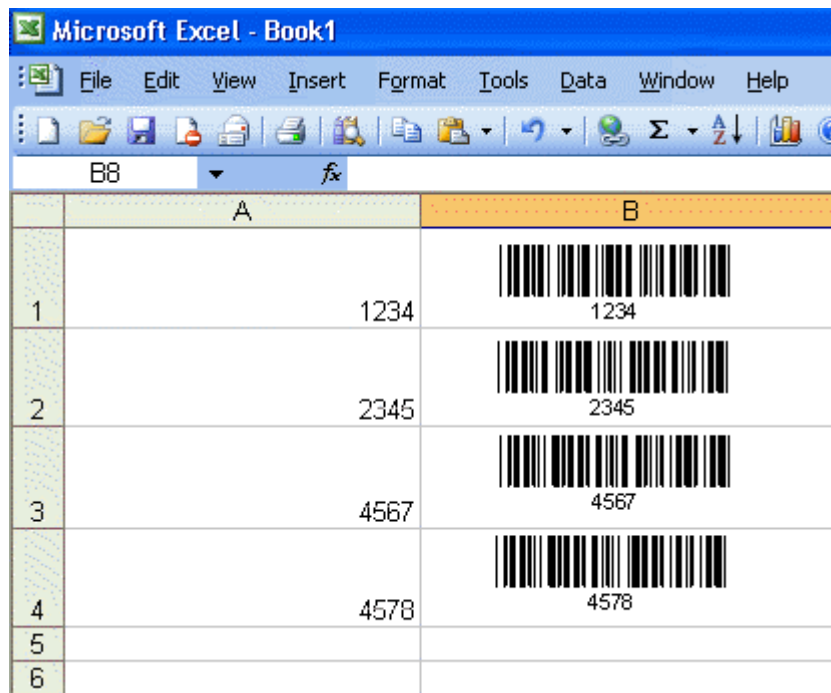 Microsoft Excel - Book1
File Edit View Insert Format Tools Data Window Help
Σ A Z
B8 fx
A B
1 1234 1234
2 2345 2345
3 4567 4567
4 4578 4578
5
6